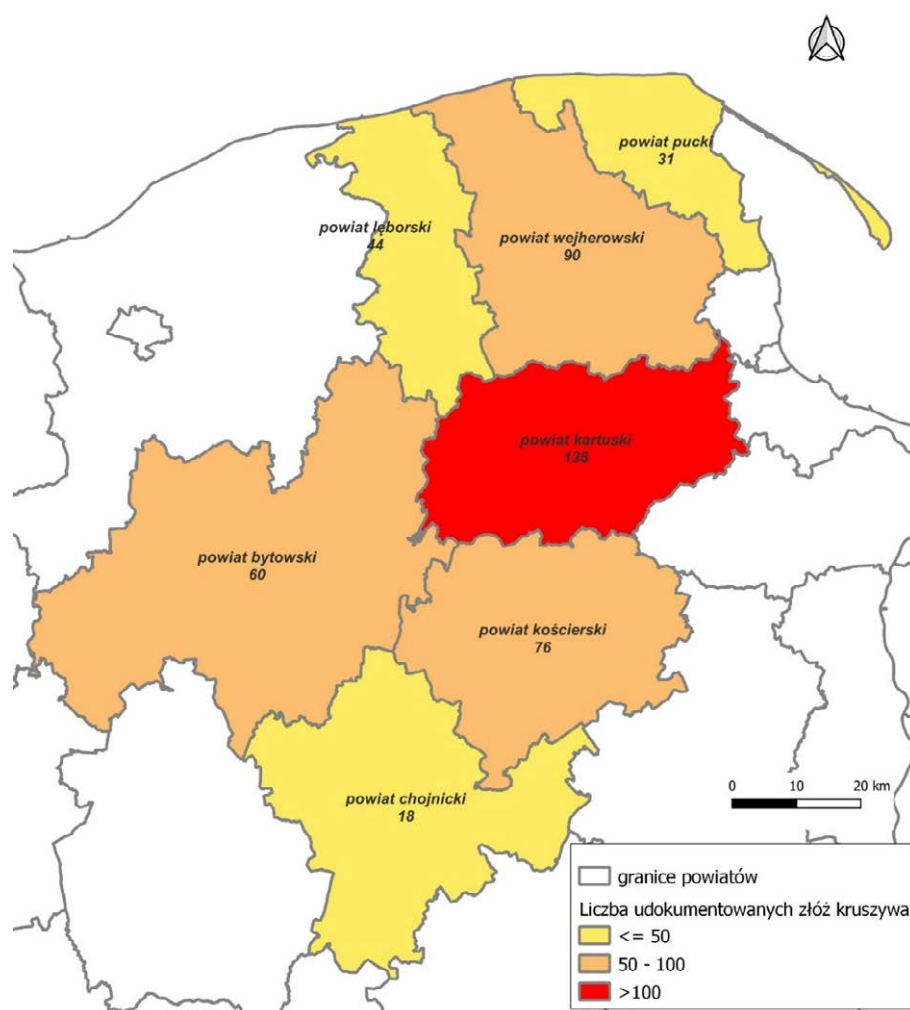 powiat pucki
31
powiat lęborski
44
powiat wejherowski
90
powiat kartuski
136
powiat bytowski
60
powiat kościerski
76
powiat chojnicki
18
0 10 20 km
granice powiatów
Liczba udokumentowanych złóż kruszywa
<= 50
50 - 100
>100